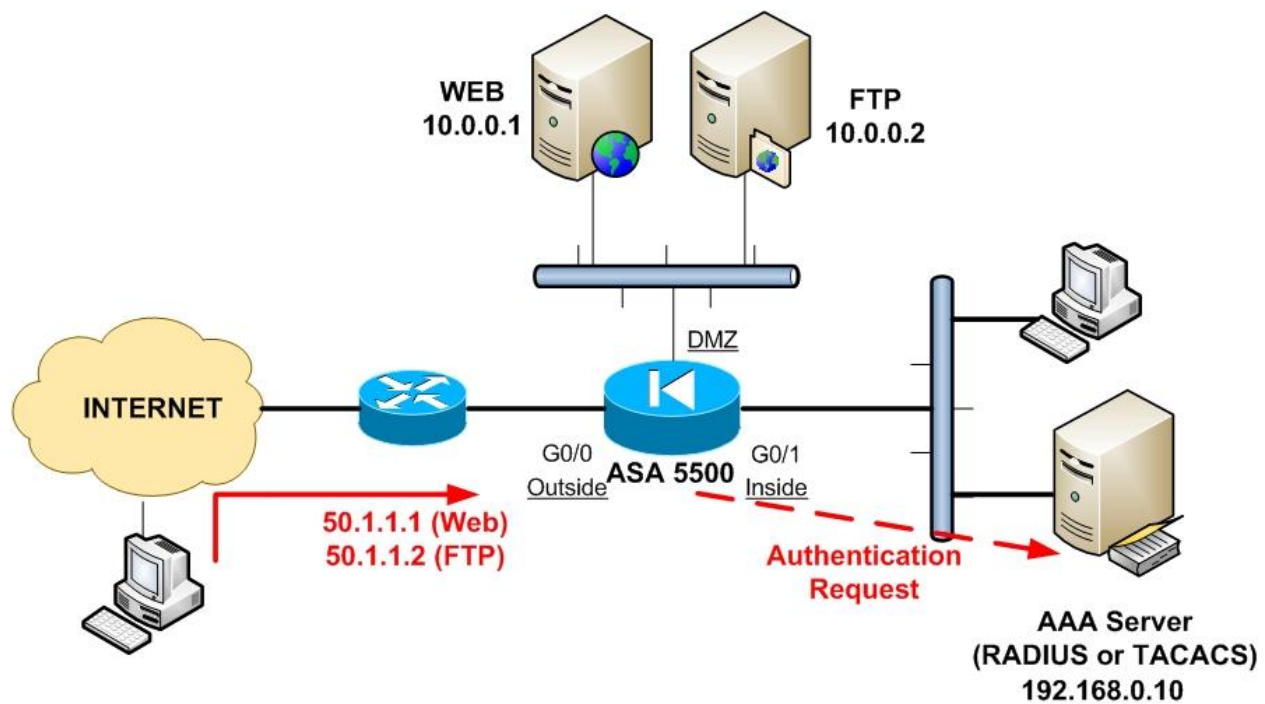 WEB
10.0.0.1
FTP
10.0.0.2
DMZ
INTERNET
G0/0
Outside
ASA 5500
G0/1
Inside
50.1.1.1 (Web)
50.1.1.2 (FTP)
Authentication
Request
AAA Server
(RADIUS or TACACS)
192.168.0.10